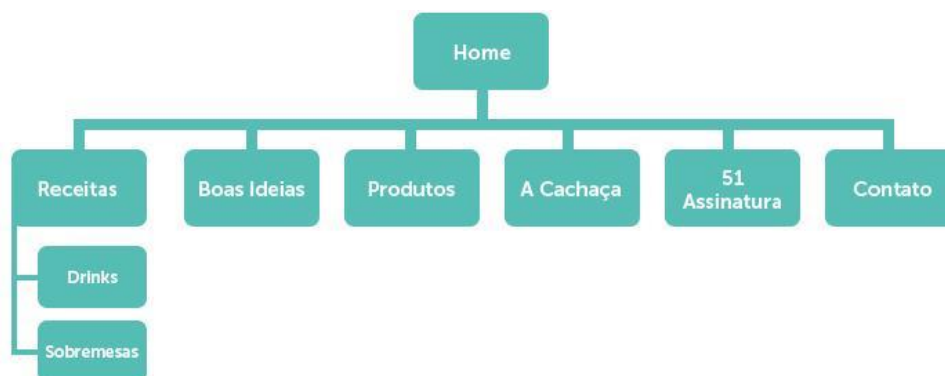 Home
Receitas
Boas Ideias
Produtos
A Cachaça
51
Assinatura
Contato
Drinks
Sobremesas